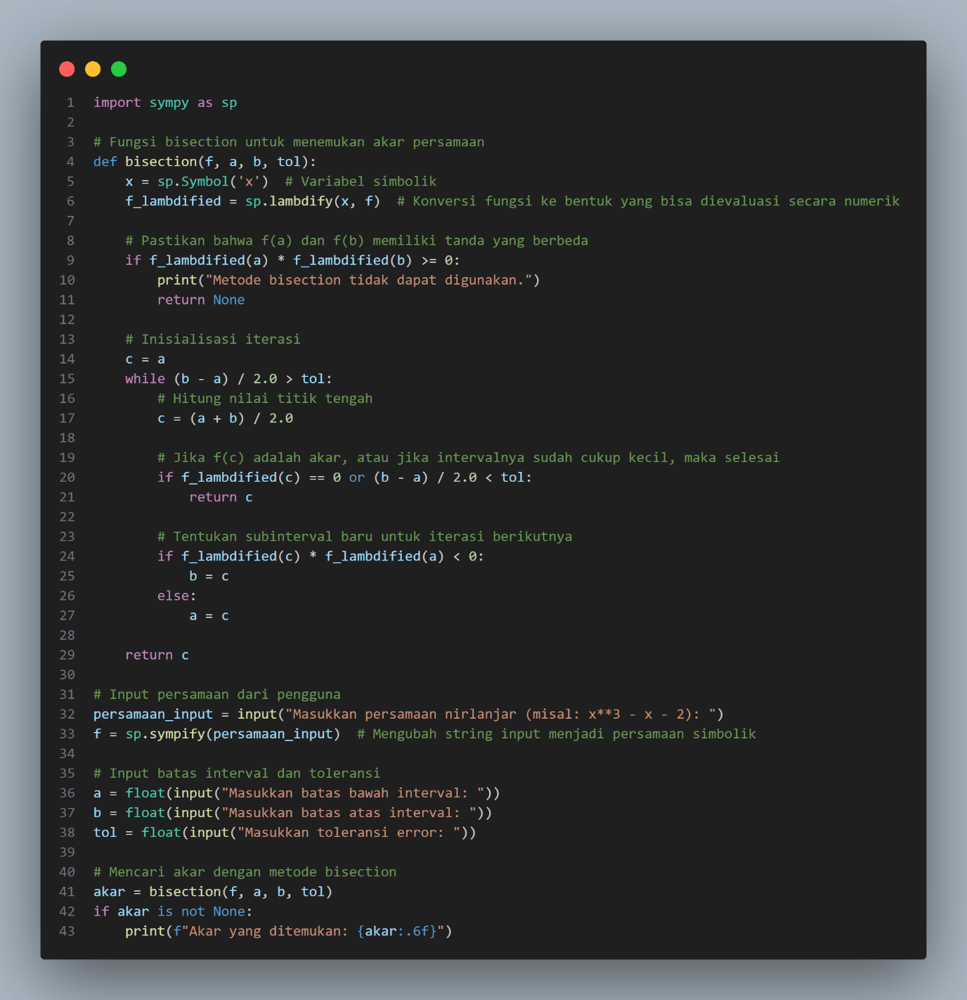 1 import sympy as sp
2
3 # Fungsi bisection untuk menemukan akar persamaan
4 def bisection(f, a, b, tol):
5     x = sp.Symbol('x')  # Variabel simbolik
6     f_lambdified = sp.lambdify(x, f)  # Konversi fungsi ke bentuk yang bisa dievaluasi secara numerik
7
8     # Pastikan bahwa f(a) dan f(b) memiliki tanda yang berbeda
9     if f_lambdified(a) * f_lambdified(b) >= 0:
10         print("Metode bisection tidak dapat digunakan.")
11         return None
12
13     # Inisialisasi iterasi
14     c = a
15     while (b - a) / 2.0 > tol:
16         # Hitung nilai titik tengah
17         c = (a + b) / 2.0
18
19         # Jika f(c) adalah akar, atau jika intervalnya sudah cukup kecil, maka selesai
20         if f_lambdified(c) == 0 or (b - a) / 2.0 < tol:
21             return c
22
23         # Tentukan subinterval baru untuk iterasi berikutnya
24         if f_lambdified(c) * f_lambdified(a) < 0:
25             b = c
26         else:
27             a = c
28
29     return c
30
31 # Input persamaan dari pengguna
32 persamaan_input = input("Masukkan persamaan nirlanjar (misal: x**3 - x - 2): ")
33 f = sp.sympify(persamaan_input)  # Mengubah string input menjadi persamaan simbolik
34
35 # Input batas interval dan toleransi
36 a = float(input("Masukkan batas bawah interval: "))
37 b = float(input("Masukkan batas atas interval: "))
38 tol = float(input("Masukkan toleransi error: "))
39
40 # Mencari akar dengan metode bisection
41 akar = bisection(f, a, b, tol)
42 if akar is not None:
43     print(f"Akar yang ditemukan: {akar:.6f}")